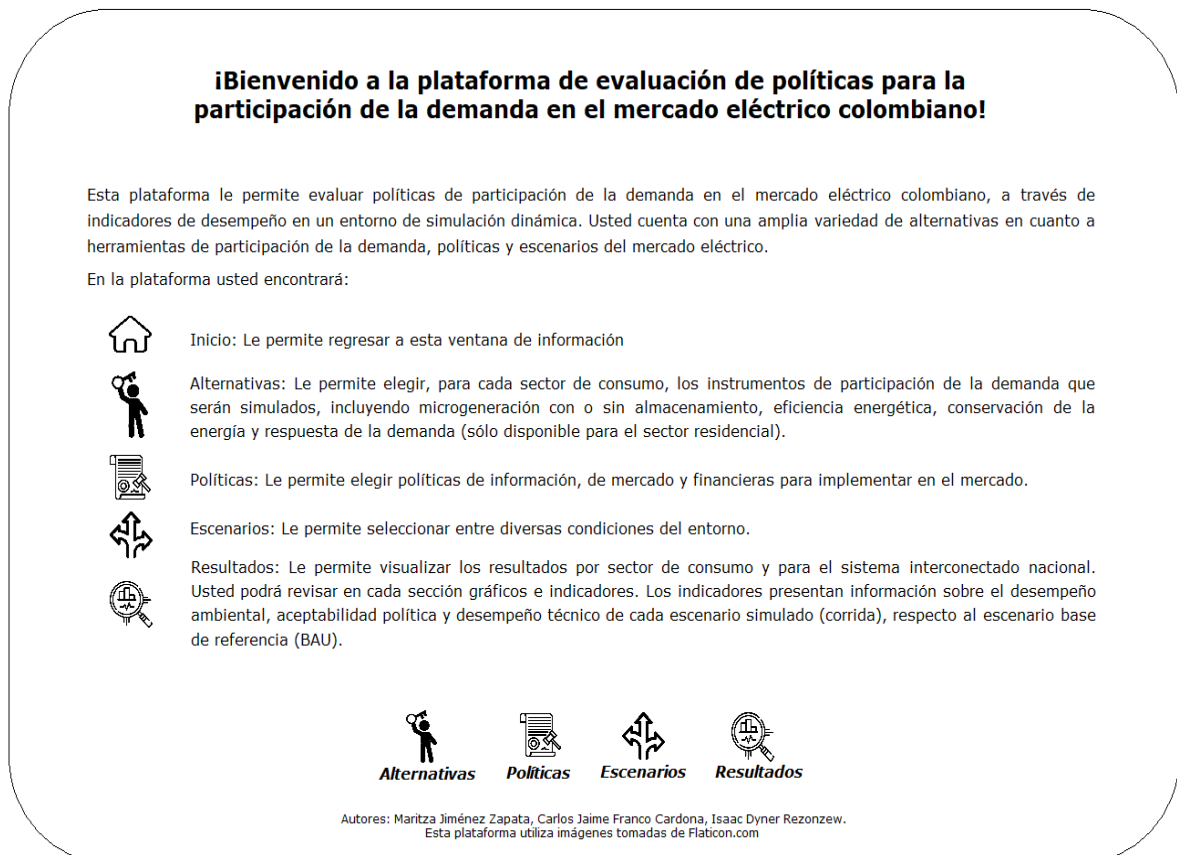 ¡Bienvenido a la plataforma de evaluación de políticas para la
participación de la demanda en el mercado eléctrico colombiano!
Esta plataforma le permite evaluar políticas de participación de la demanda en el mercado eléctrico colombiano, a través de
indicadores de desempeño en un entorno de simulación dinámica. Usted cuenta con una amplia variedad de alternativas en cuanto a
herramientas de participación de la demanda, políticas y escenarios del mercado eléctrico.
En la plataforma usted encontrará:
Inicio: Le permite regresar a esta ventana de información
Alternativas: Le permite elegir, para cada sector de consumo, los instrumentos de participación de la demanda que
serán simulados, incluyendo microgeneración con o sin almacenamiento, eficiencia energética, conservación de la
energía y respuesta de la demanda (sólo disponible para el sector residencial).
Políticas: Le permite elegir políticas de información, de mercado y financieras para implementar en el mercado.
Escenarios: Le permite seleccionar entre diversas condiciones del entorno.
Resultados: Le permite visualizar los resultados por sector de consumo y para el sistema interconectado nacional.
Usted podrá revisar en cada sección gráficos e indicadores. Los indicadores presentan información sobre el desempeño
ambiental, aceptabilidad política y desempeño técnico de cada escenario simulado (corrida), respecto al escenario base
de referencia (BAU).
Alternativas Políticas Escenarios Resultados
Autores: Maritza Jiménez Zapata, Carlos Jaime Franco Cardona, Isaac Dyner Rezonzew.
Esta plataforma utiliza imágenes tomadas de Flaticon.com